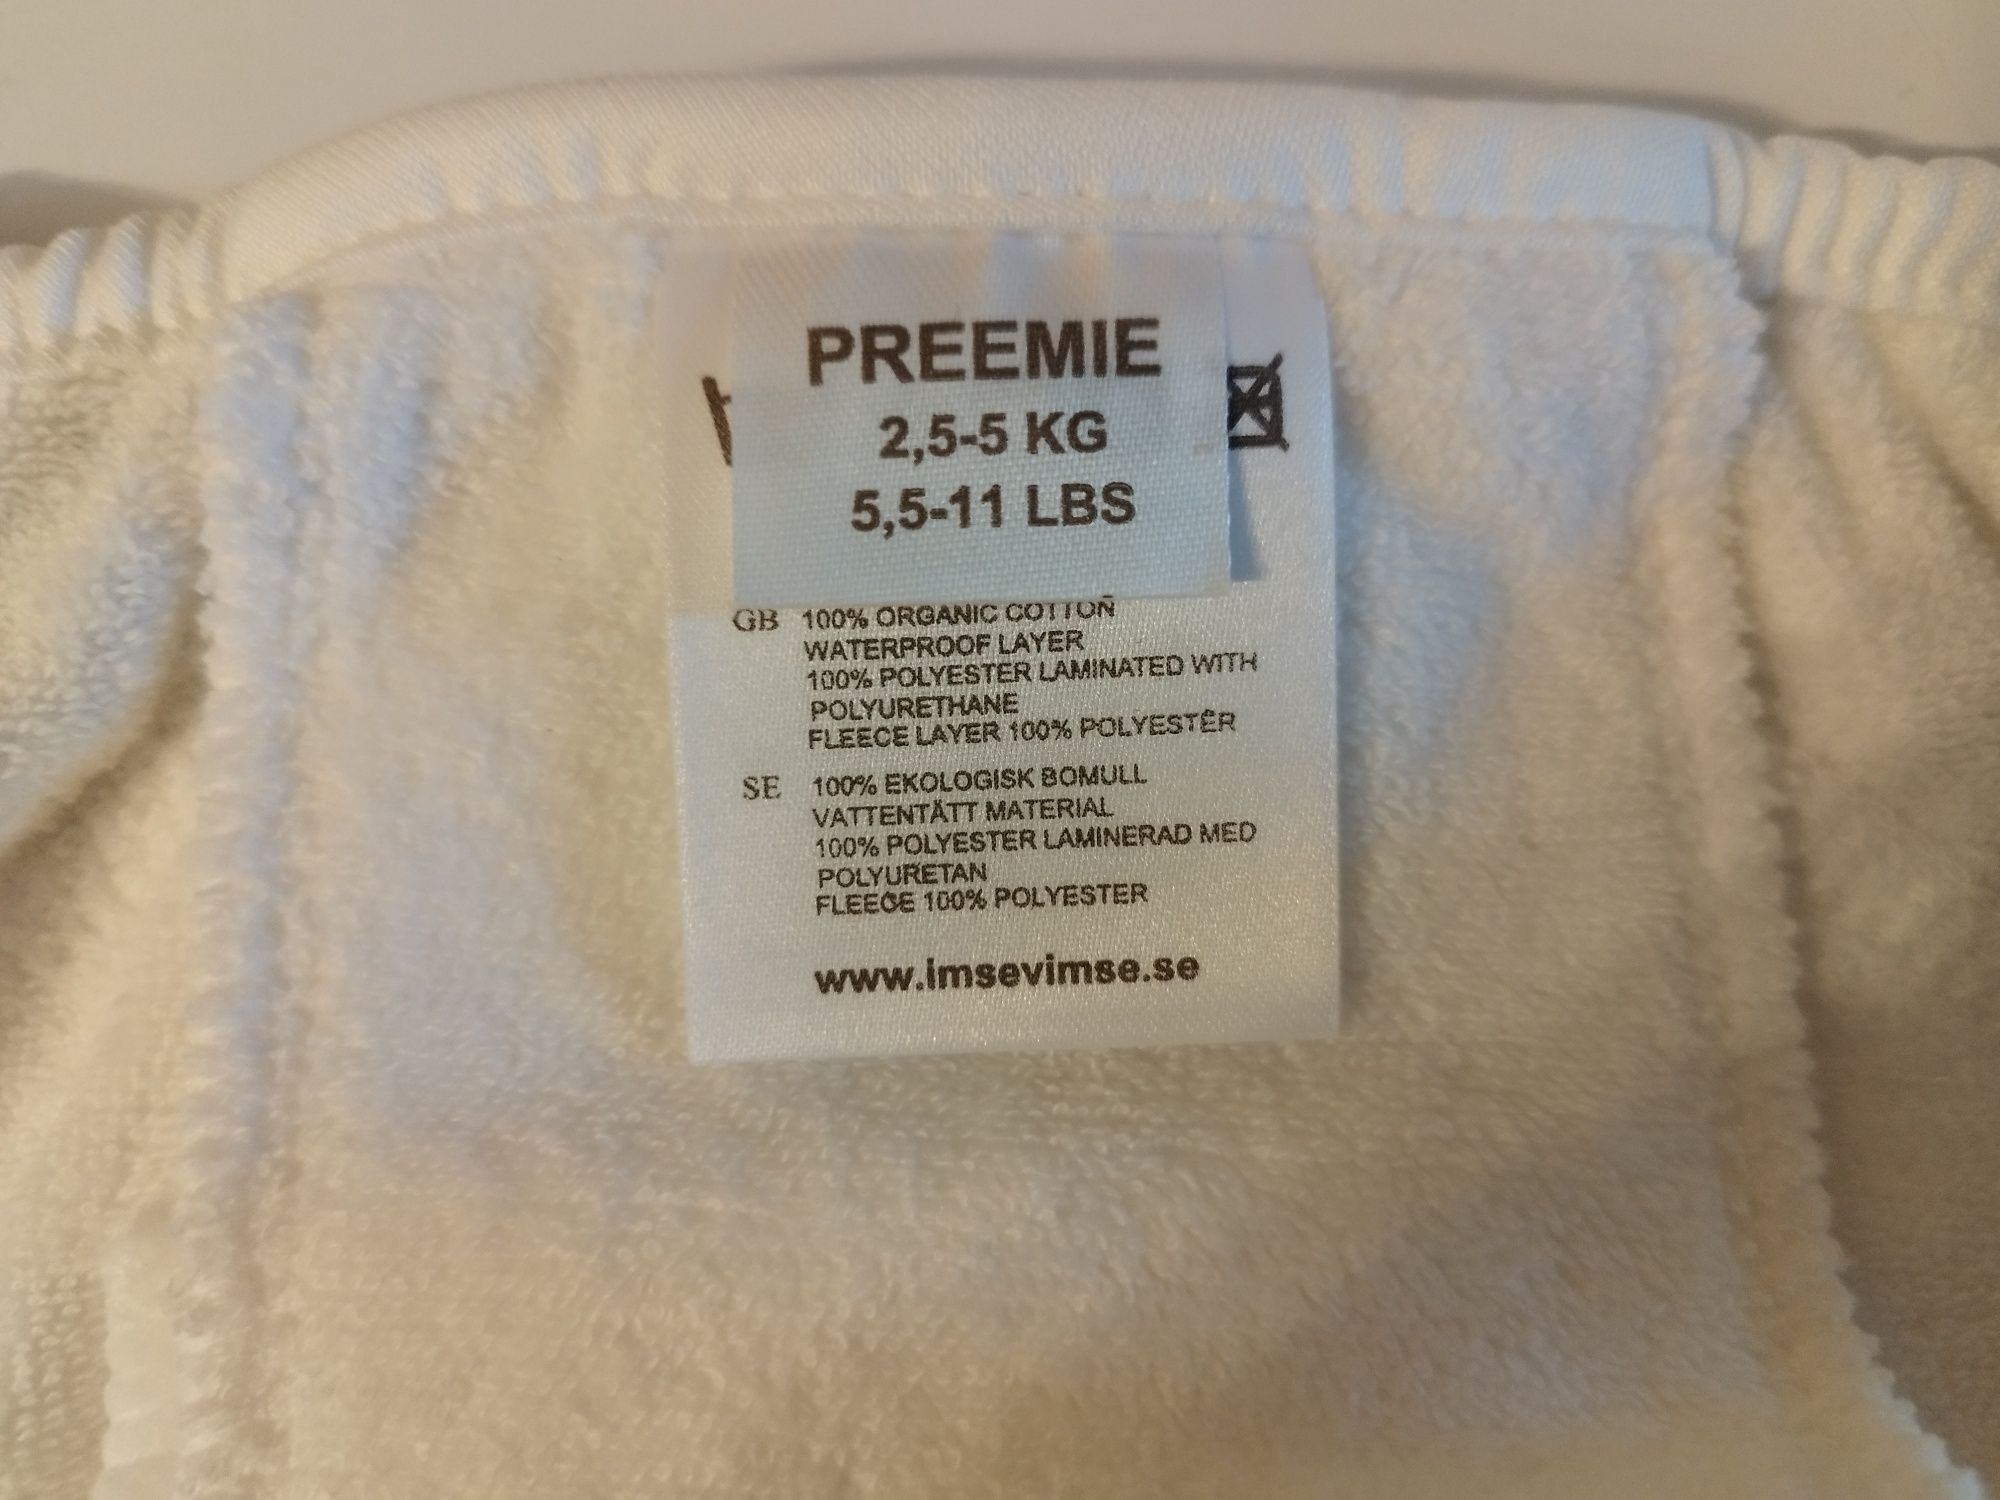 PREEMIE
2,5-5 KG
5,5-11 LBS
GB 100% ORGANIC COTTON
WATERPROOF LAYER
100% POLYESTER LAMINATED WITH
POLYURETHANE
FLEECE LAYER 100% POLYESTER
SE 100% EKOLOGISK BOMULL
VATTENTÄTT MATERIAL
100% POLYESTER LAMINERAD MED
POLYURETAN
FLEECE 100% POLYESTER
www.imsevimse.se